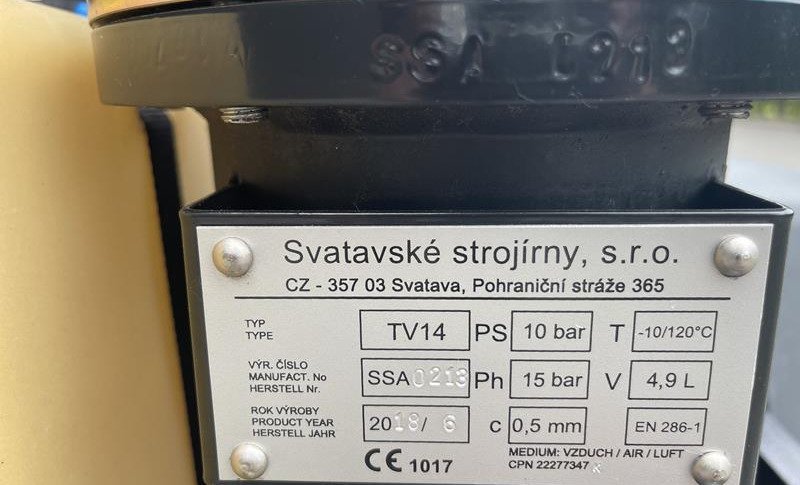 SSA 0213
Svatavské strojírny, s.r.o.
CZ - 357 03 Svatava, Pohraniční stráže 365
TYP
TYPE
TV14 PS 10 bar T -10/120°C
VÝR. ČÍSLO
MANUFACT. No
HERSTELL Nr.
SSA0213 Ph 15 bar V 4,9 L
ROK VÝROBY
PRODUCT YEAR
HERSTELL JAHR
2018/ 6 c 0,5 mm EN 286-1
CE 1017
MEDIUM: VZDUCH / AIR / LUFT
CPN 22277347